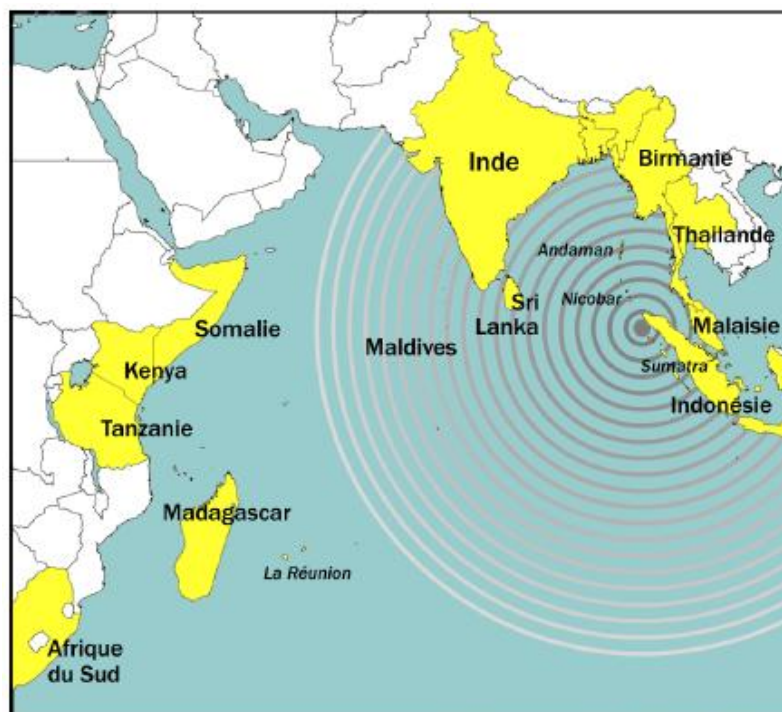 Inde
Birmanie
Thailande
Andaman
Nicobar
Sri
Lanka
Malaisie
Somalie
Maldives
Kenya
Sumatra
Indonésie
Tanzanie
Madagascar
La Réunion
Afrique
du Sud